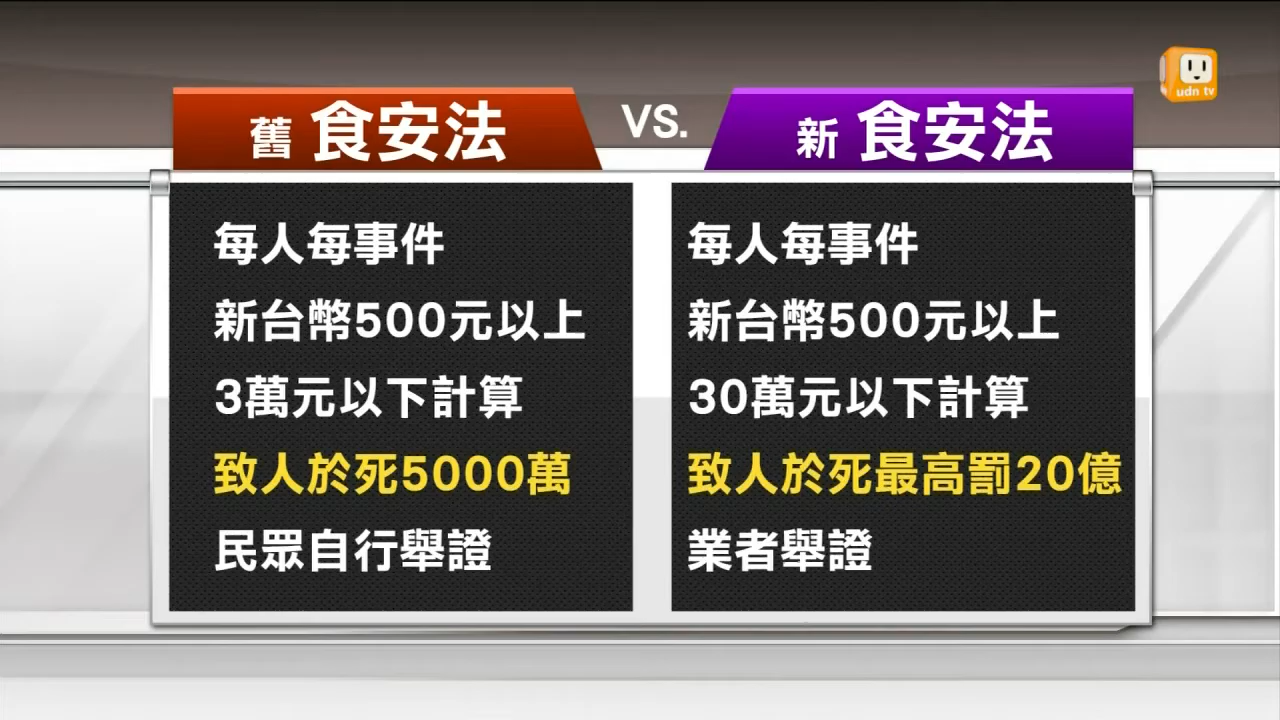 舊 食安法
VS.
新 食安法
udn tv
每人每事件
新台幣500元以上
3萬元以下計算
致人於死5000萬
民眾自行舉證
每人每事件
新台幣500元以上
30萬元以下計算
致人於死最高罰20億
業者舉證